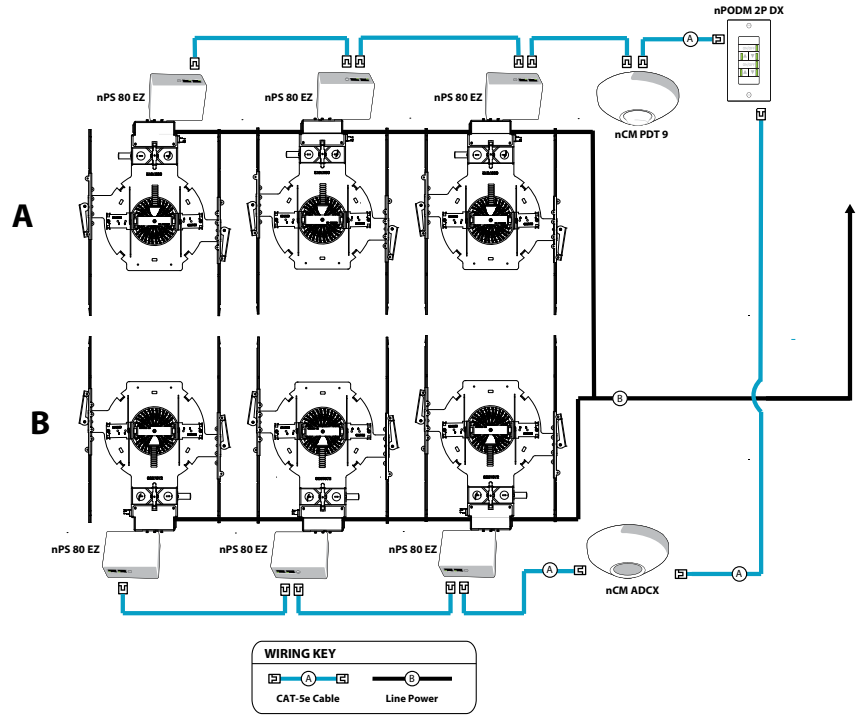 nPODM 2P DX
A
nPS 80 EZ
nPS 80 EZ
nPS 80 EZ
nCM PDT 9
A
B
B
nPS 80 EZ
nPS 80 EZ
nPS 80 EZ
A
A
nCM ADCX
WIRING KEY
A
B
CAT-5e Cable
Line Power